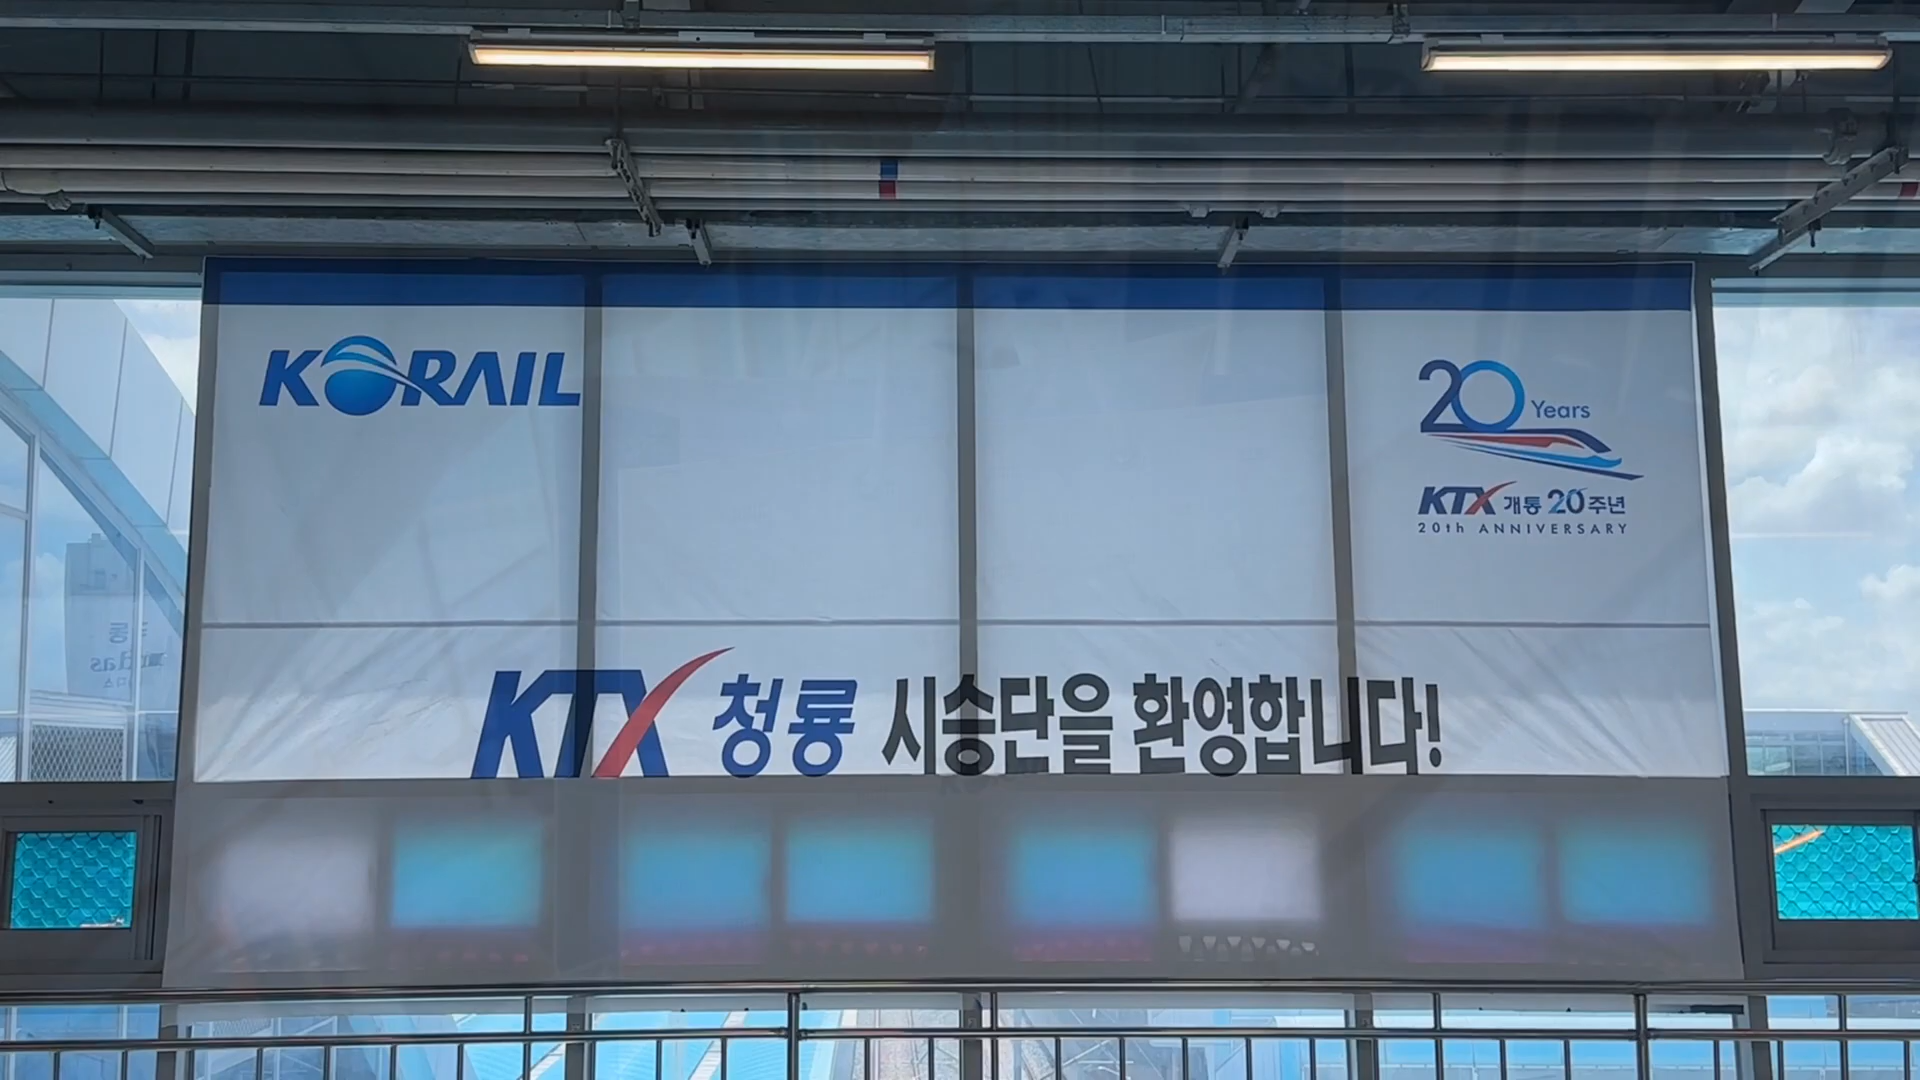 KORAIL
20 Years
KTX 개통 20주년
20th ANNIVERSARY
KTX 청룡 시승단을 환영합니다!